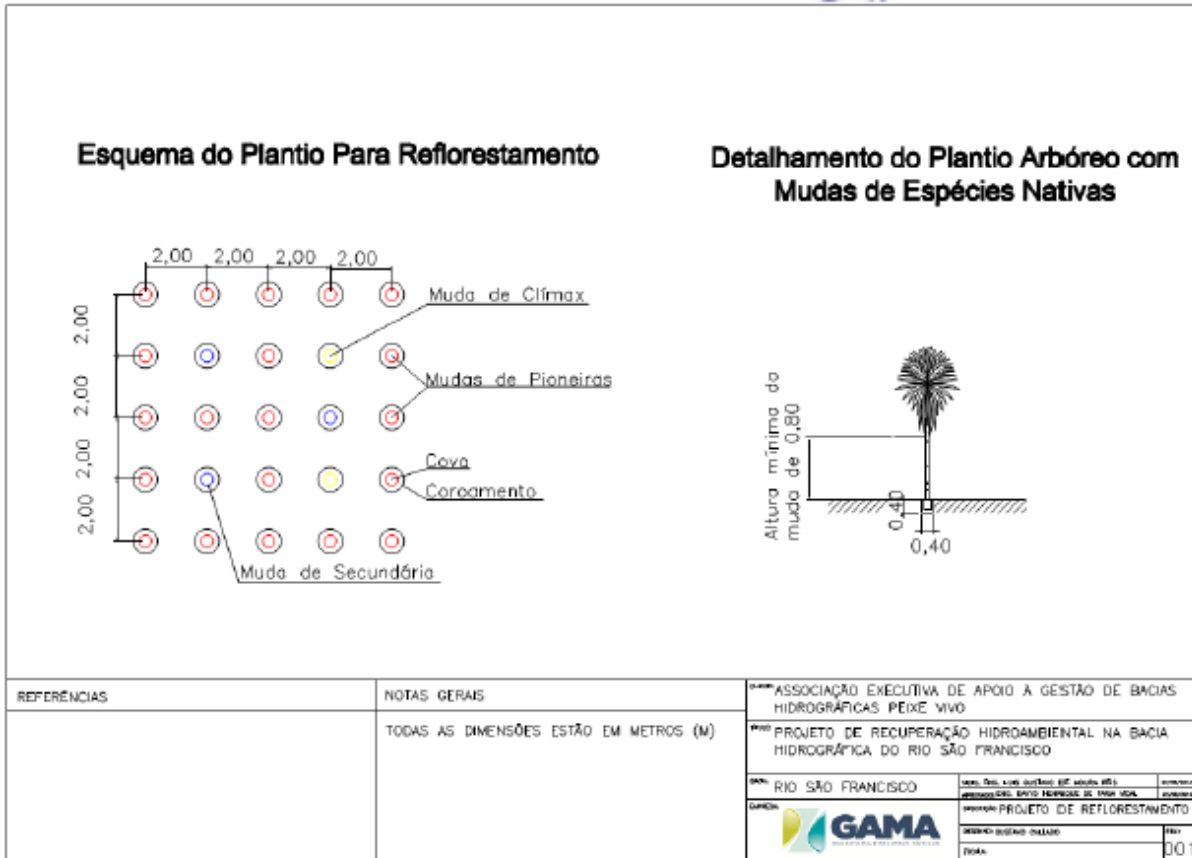 Esquema do Plantio Para Reflorestamento
Detalhamento do Plantio Arbóreo com
Mudas de Espécies Nativas
2,00 2,00 2,00 2,00
2,00
2,00
2,00
2,00
Muda de Clímax
Mudas de Pioneiras
Cova
Coroamento
Muda de Secundária
Altura mínima da
muda de 0,80
0,40
0,40
REFERÊNCIAS
NOTAS GERAIS
TODAS AS DIMENSÕES ESTÃO EM METROS (M)
ASSOCIAÇÃO EXECUTIVA DE APOIO A GESTÃO DE BACIAS
HIDROGRÁFICAS PEIXE VIVO
PROJETO DE RECUPERAÇÃO HIDROAMBIENTAL NA BACIA
HIDROGRÁFICA DO RIO SÃO FRANCISCO
RIO SÃO FRANCISCO
PROJETO DE REFLORESTAMENTO
GAMA
001